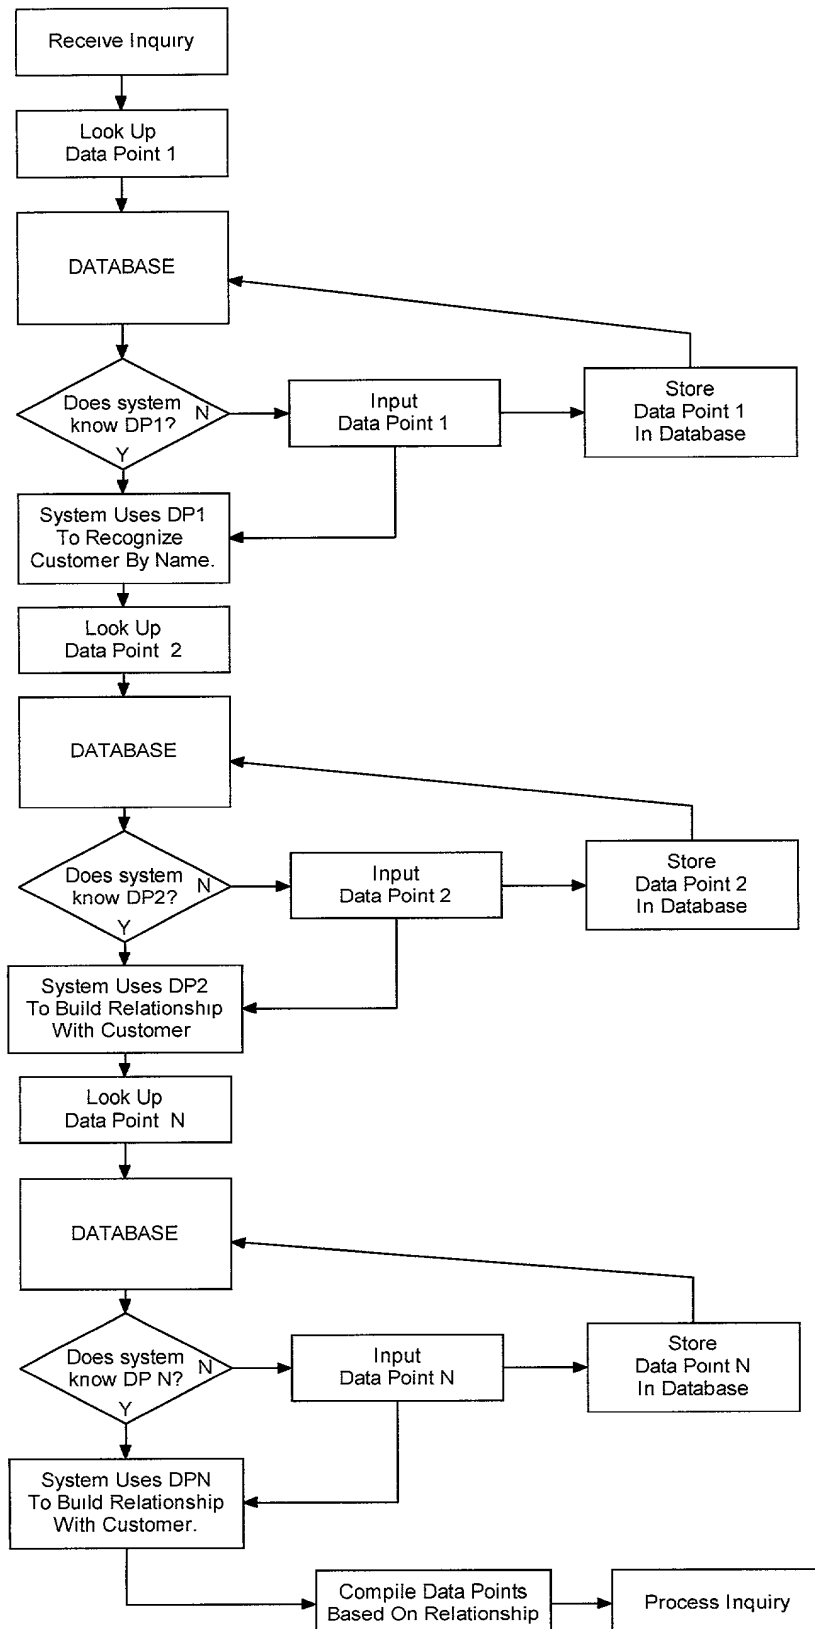 Receive Inquiry
Look Up
Data Point 1
DATABASE
Does system
know DP1?
N
Y
Input
Data Point 1
Store
Data Point 1
In Database
System Uses DP1
To Recognize
Customer By Name.
Look Up
Data Point 2
DATABASE
Does system
know DP2?
N
Y
Input
Data Point 2
Store
Data Point 2
In Database
System Uses DP2
To Build Relationship
With Customer
Look Up
Data Point N
DATABASE
Does system
know DP N?
N
Y
Input
Data Point N
Store
Data Point N
In Database
System Uses DPN
To Build Relationship
With Customer.
Compile Data Points
Based On Relationship
Process Inquiry